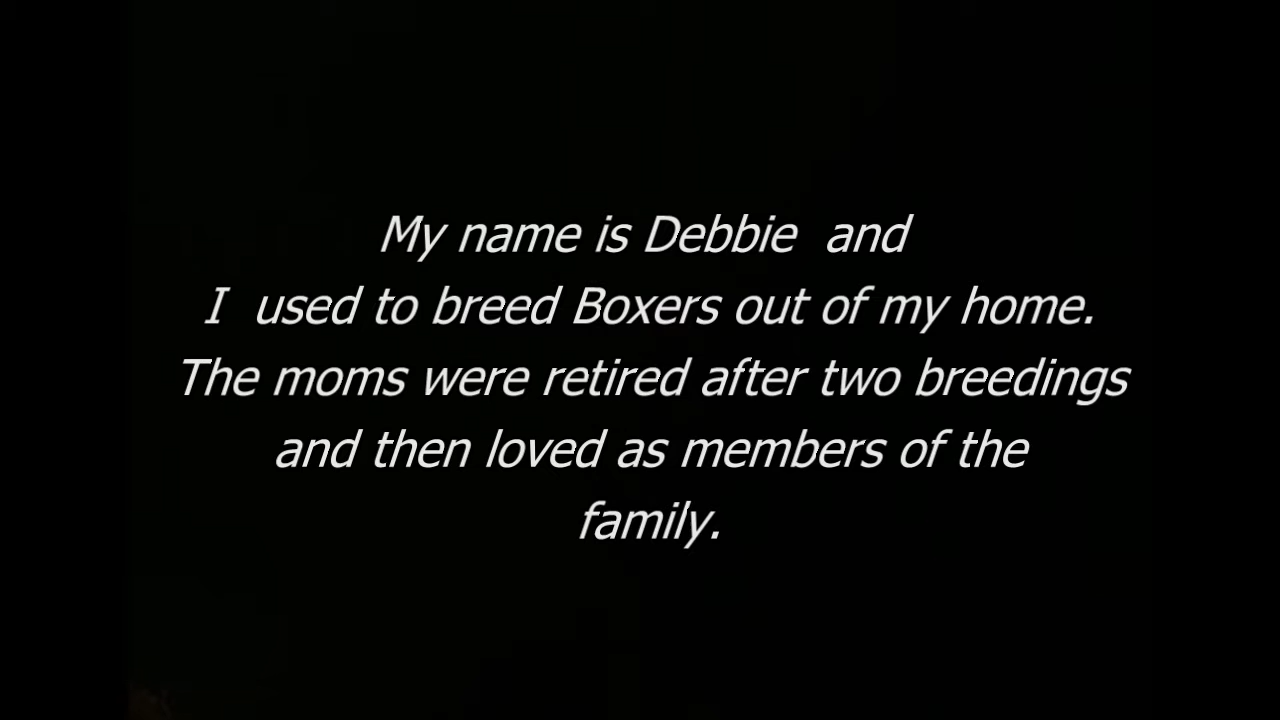 My name is Debbie  and
I  used to breed Boxers out of my home.
The moms were retired after two breedings
and then loved as members of the
family.